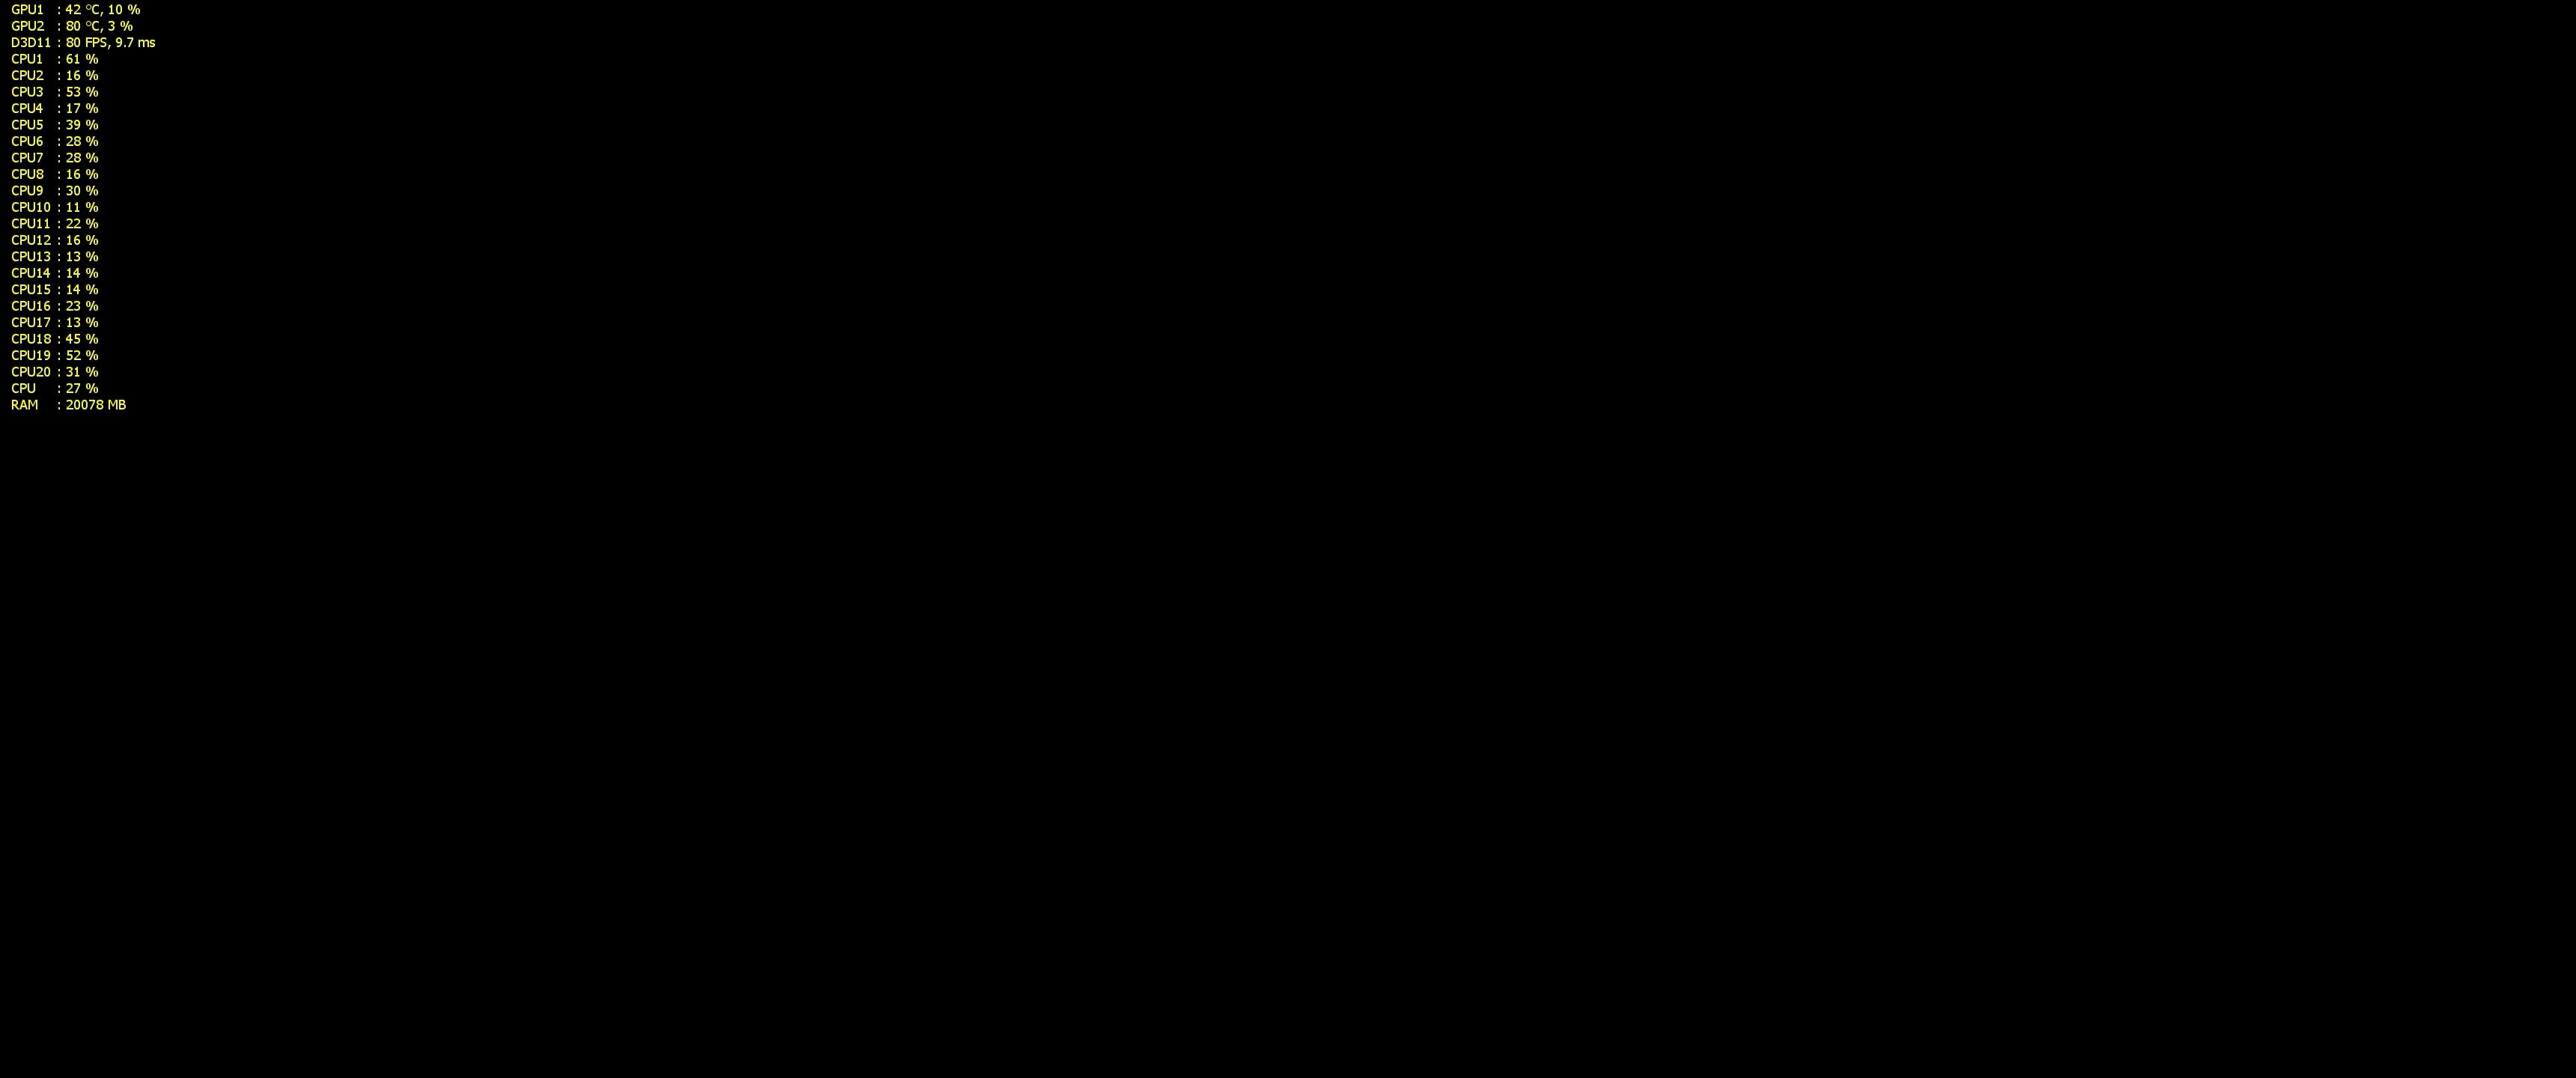 GPU1 : 42 °C, 10 %
GPU2 : 80 °C, 3 %
D3D11 : 80 FPS, 9.7 ms
CPU1 : 61 %
CPU2 : 16 %
CPU3 : 53 %
CPU4 : 17 %
CPU5 : 39 %
CPU6 : 28 %
CPU7 : 28 %
CPU8 : 16 %
CPU9 : 30 %
CPU10 : 11 %
CPU11 : 22 %
CPU12 : 16 %
CPU13 : 13 %
CPU14 : 14 %
CPU15 : 14 %
CPU16 : 23 %
CPU17 : 13 %
CPU18 : 45 %
CPU19 : 52 %
CPU20 : 31 %
CPU : 27 %
RAM : 20078 MB